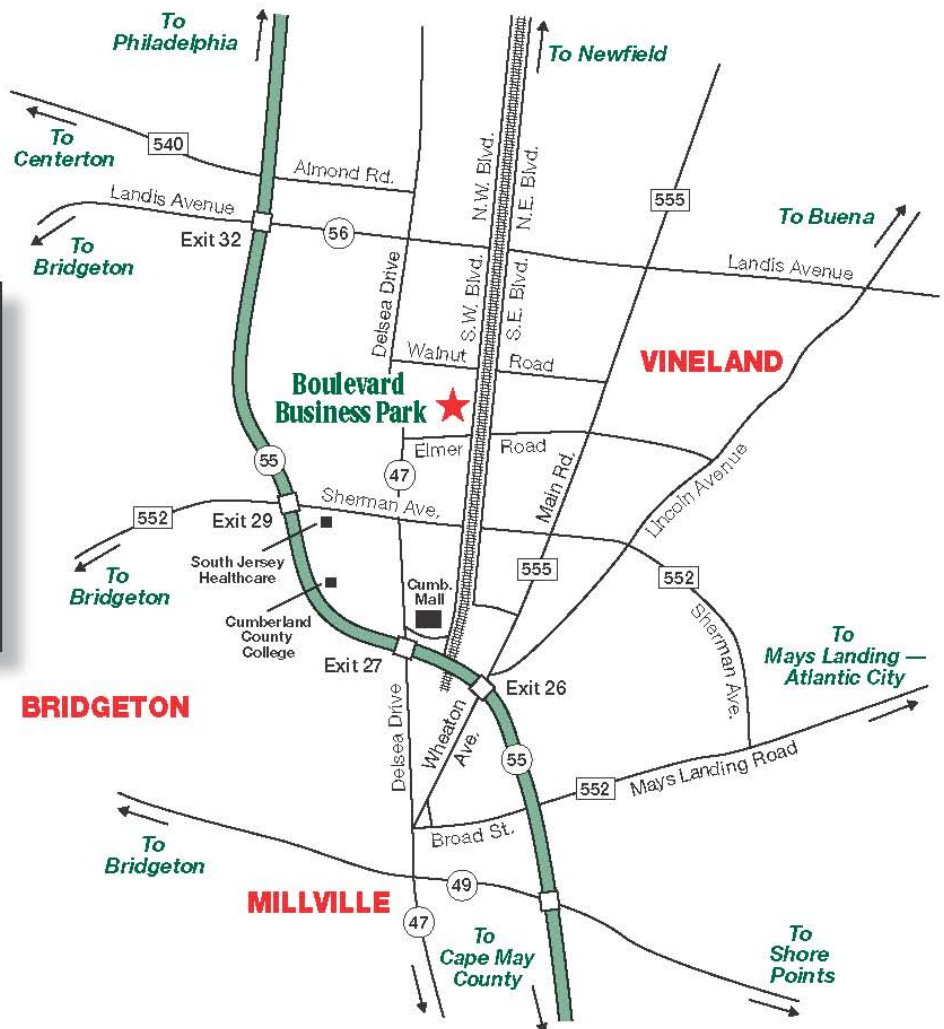 To
Philadelphia
To Newfield
To
Centerton
540
Almond Rd.
N.W. Blvd.
N.E. Blvd.
555
Landis Avenue
To Buena
To
Bridgeton
Exit 32
56
Landis Avenue
Delsea Drive
S.W. Blvd.
S.E. Blvd.
Walnut Road
VINELAND
Boulevard
Business Park
Elmer Road
55
47
Main Rd.
Lincoln Avenue
552
Exit 29
Sherman Ave.
To
Bridgeton
South Jersey
Healthcare
Cumb.
Mall
555
552
Cumberland
County
College
Sherman Ave.
Exit 27
Exit 26
To
Mays Landing —
Atlantic City
BRIDGETON
Delsea Drive
Wheaton
Ave.
55
552
Mays Landing Road
Broad St.
To
Bridgeton
49
MILLVILLE
47
To
Cape May
County
To
Shore
Points